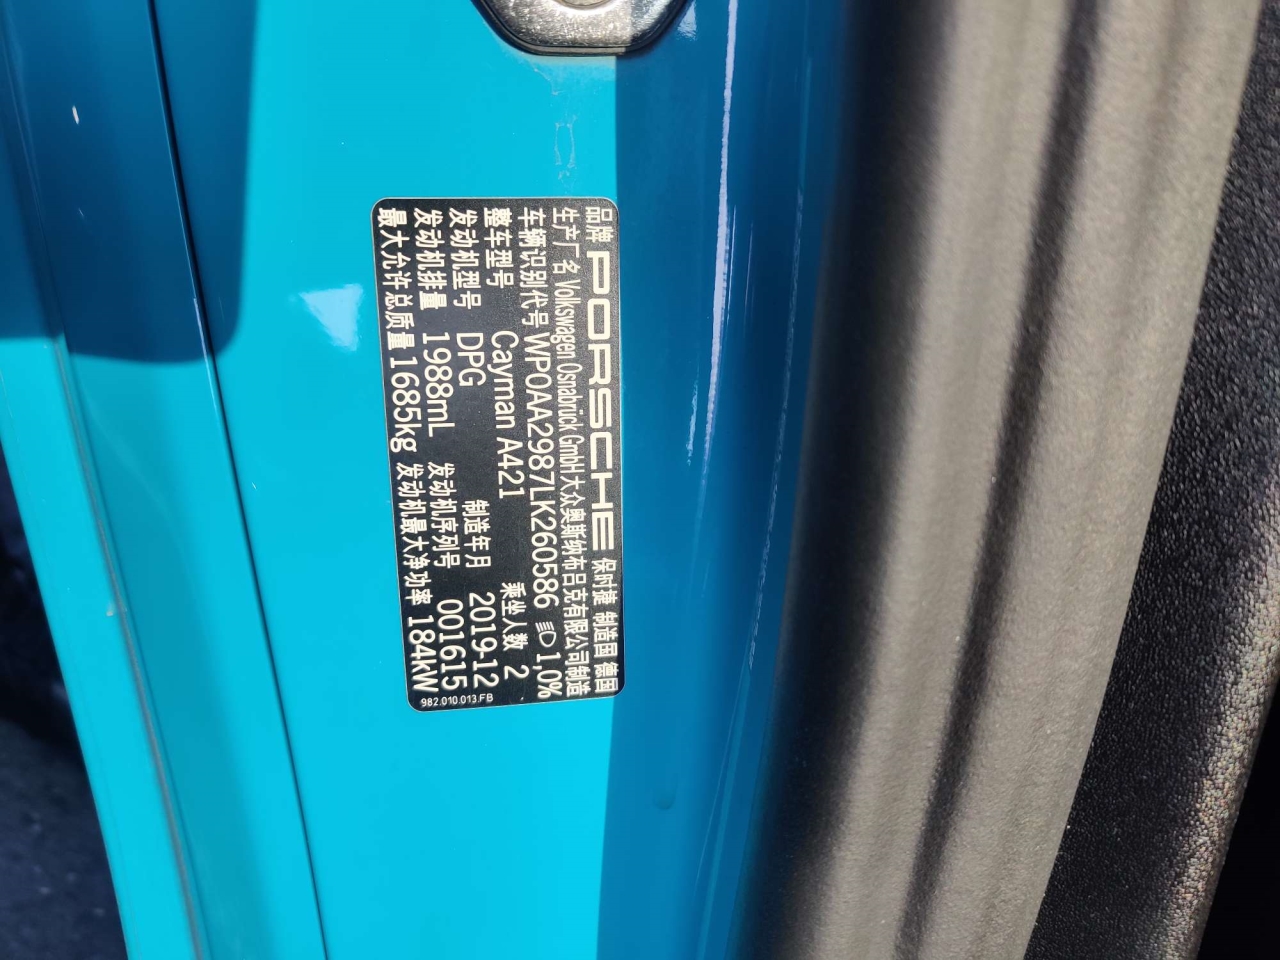 品牌 PORSCHE 保时捷 制造国 德国
生产厂名 Volkswagen Osnabrück GmbH 大众奥斯纳布吕克有限公司制造
车辆识别代号 WP0AA2987LK260586 1,0%
整车型号 Cayman A421 乘坐人数 2
发动机型号 DPG 制造年月 2019-12
发动机排量 1988mL 发动机序列号 001615
最大允许总质量 1685kg 发动机最大净功率 184kW
982.010.013.FB